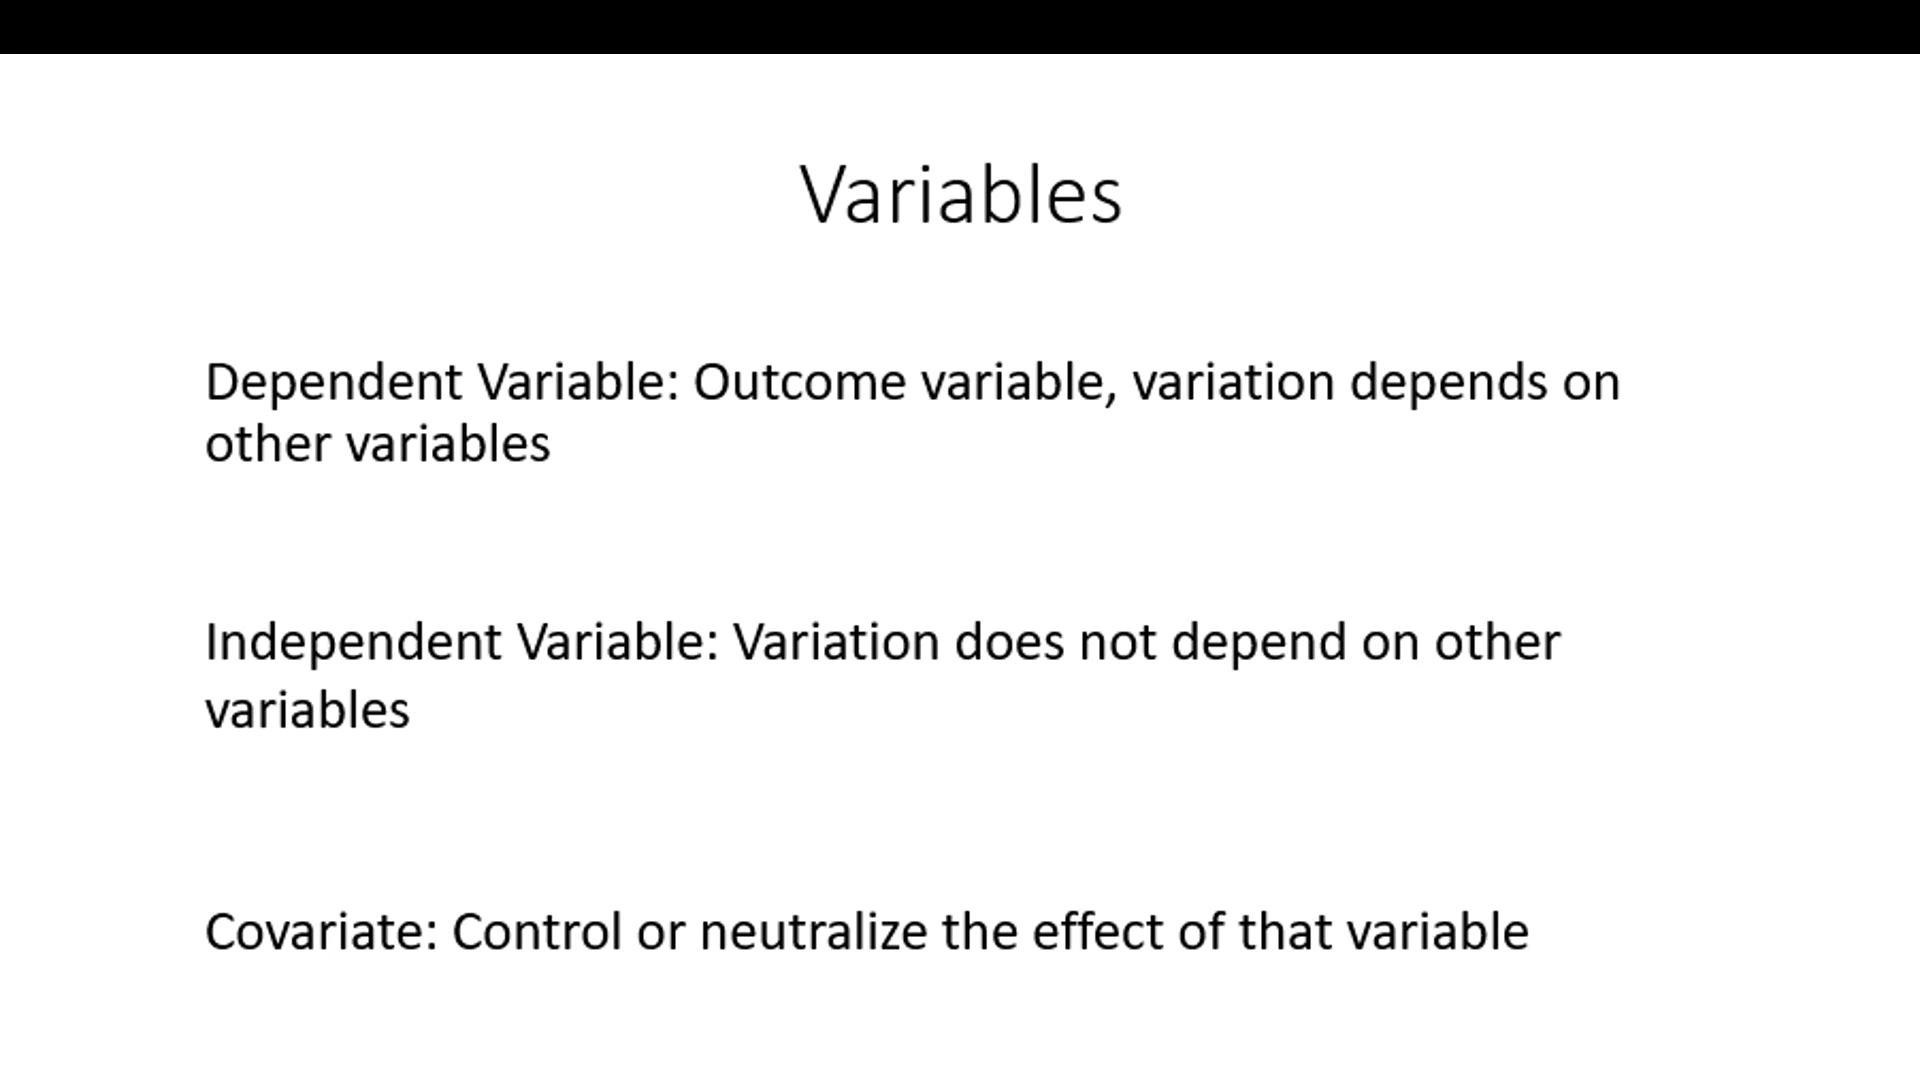 Variables
Dependent Variable: Outcome variable, variation depends on
other variables
Independent Variable: Variation does not depend on other
variables
Covariate: Control or neutralize the effect of that variable